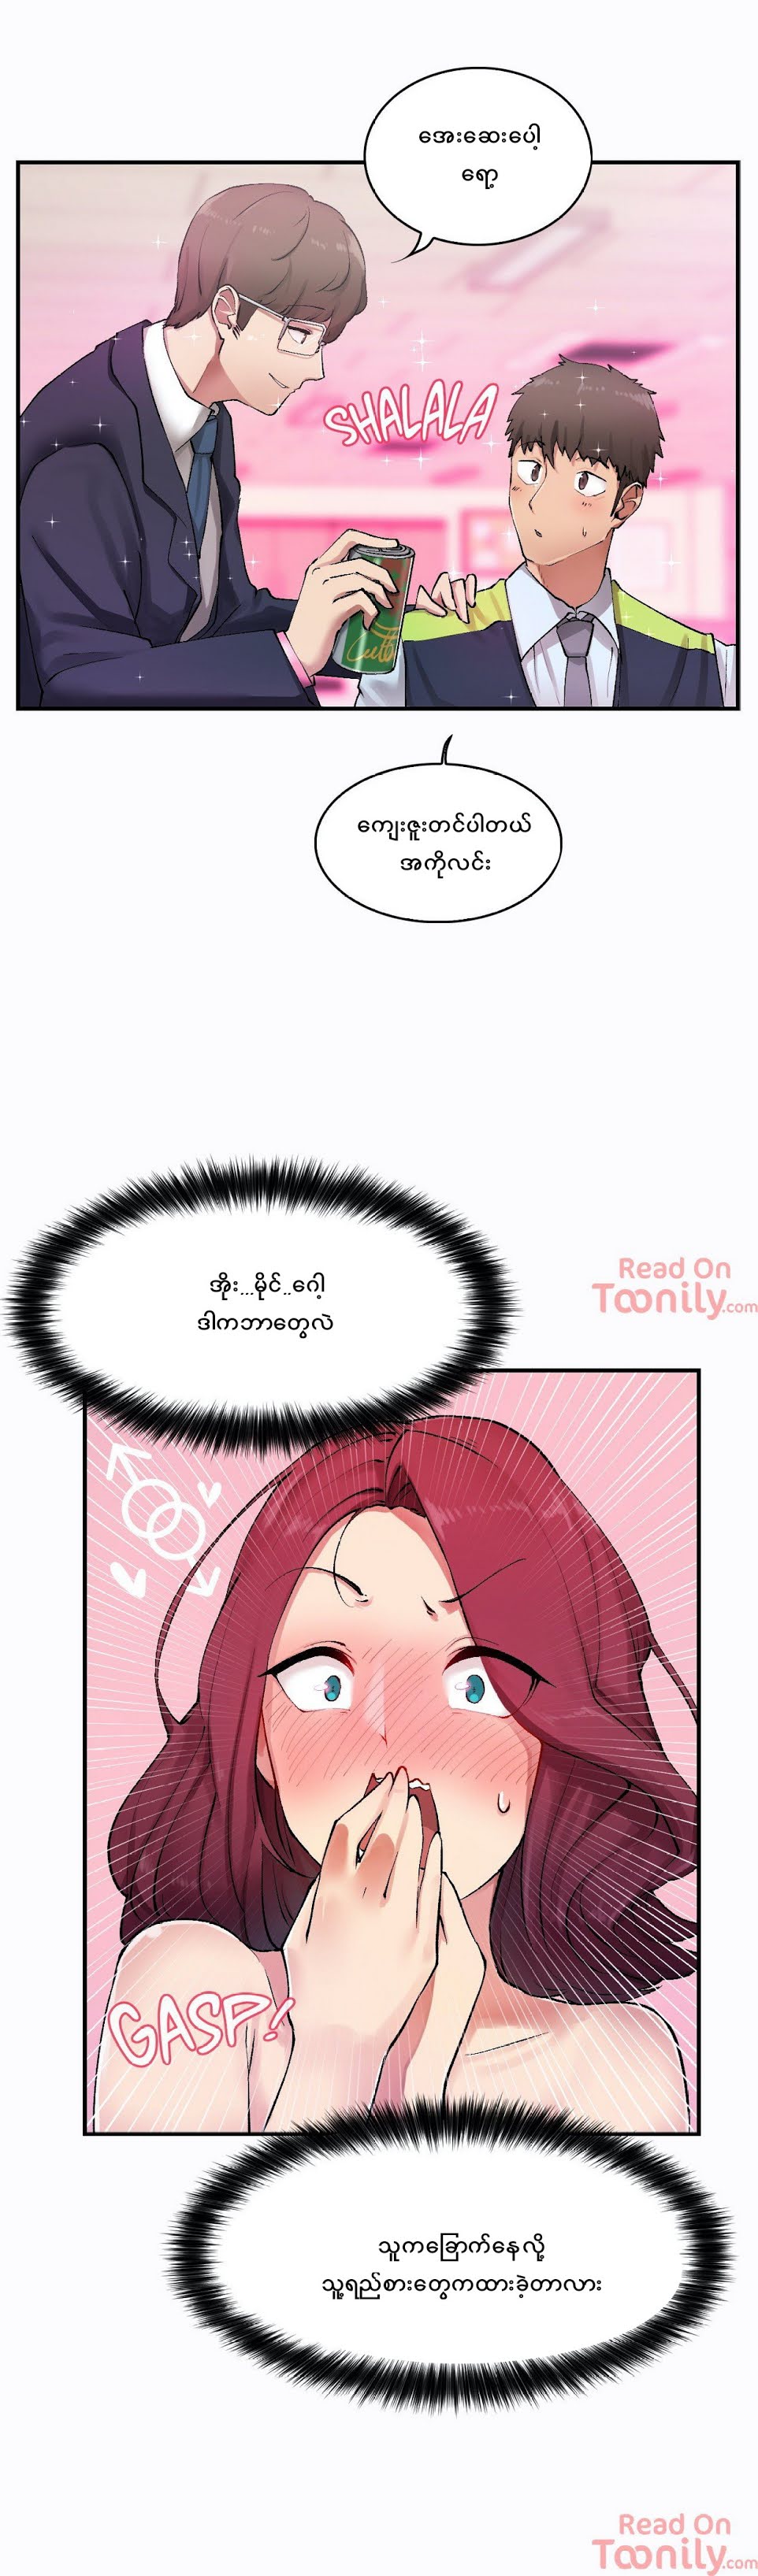 အေးဆေးပေါ့
ရော့
SHALALA
Cult
ကျေးဇူးတင်ပါတယ်
အကိုလင်း
အိုး...မိုင်..ဂေါ့
ဒါကဘာတွေလဲ
Read On
Toonily.com
GASP!
သူကခြောက်နေလို့
သူ့ရည်စားတွေကထားခဲ့တာလား
Read On
Toonily.com